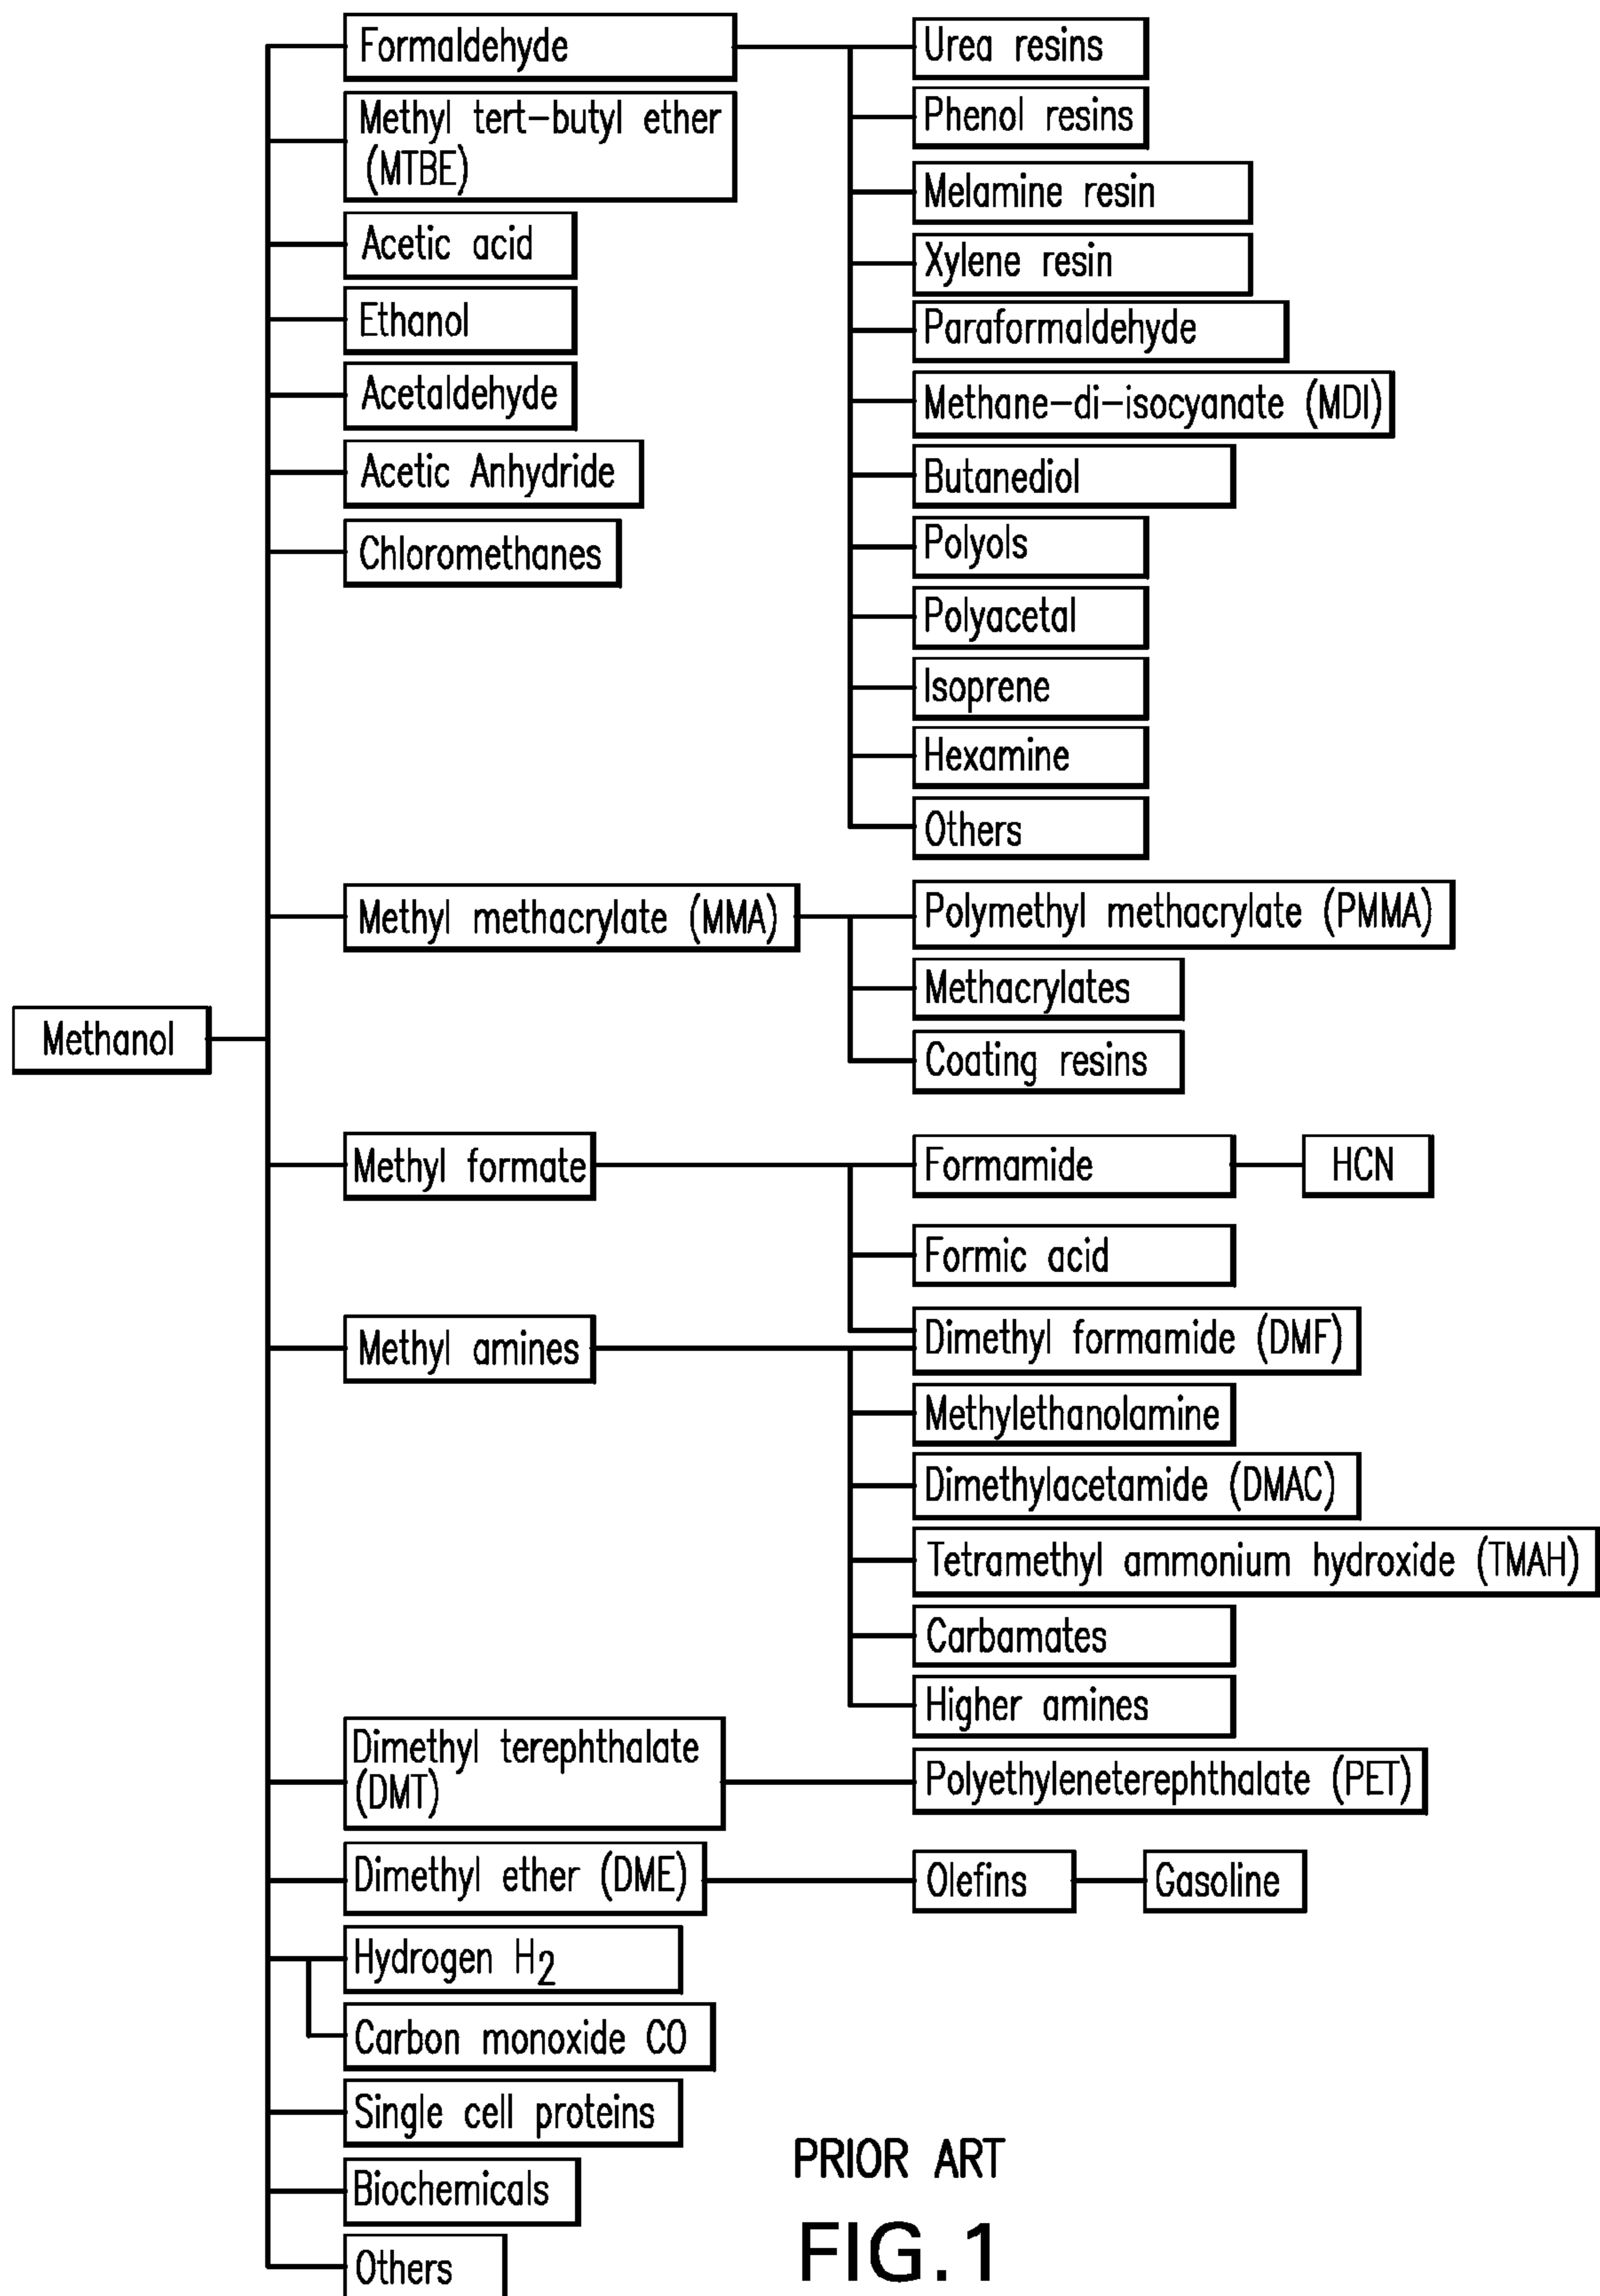 Formaldehyde
Methyl tert-butyl ether
(MTBE)
Acetic acid
Ethanol
Acetaldehyde
Acetic Anhydride
Chloromethanes
Urea resins
Phenol resins
Melamine resin
Xylene resin
Paraformaldehyde
Methane-di-isocyanate (MDI)
Butanediol
Polyols
Polyacetal
Isoprene
Hexamine
Others
Methyl methacrylate (MMA)
Polymethyl methacrylate (PMMA)
Methacrylates
Coating resins
Methanol
Methyl formate
Formamide
HCN
Formic acid
Methyl amines
Dimethyl formamide (DMF)
Methylethanolamine
Dimethylacetamide (DMAC)
Tetramethyl ammonium hydroxide (TMAH)
Carbamates
Higher amines
Dimethyl terephthalate
(DMT)
Polyethyleneterephthalate (PET)
Dimethyl ether (DME)
Olefins
Gasoline
Hydrogen H2
Carbon monoxide CO
Single cell proteins
Biochemicals
Others
PRIOR ART
FIG.1